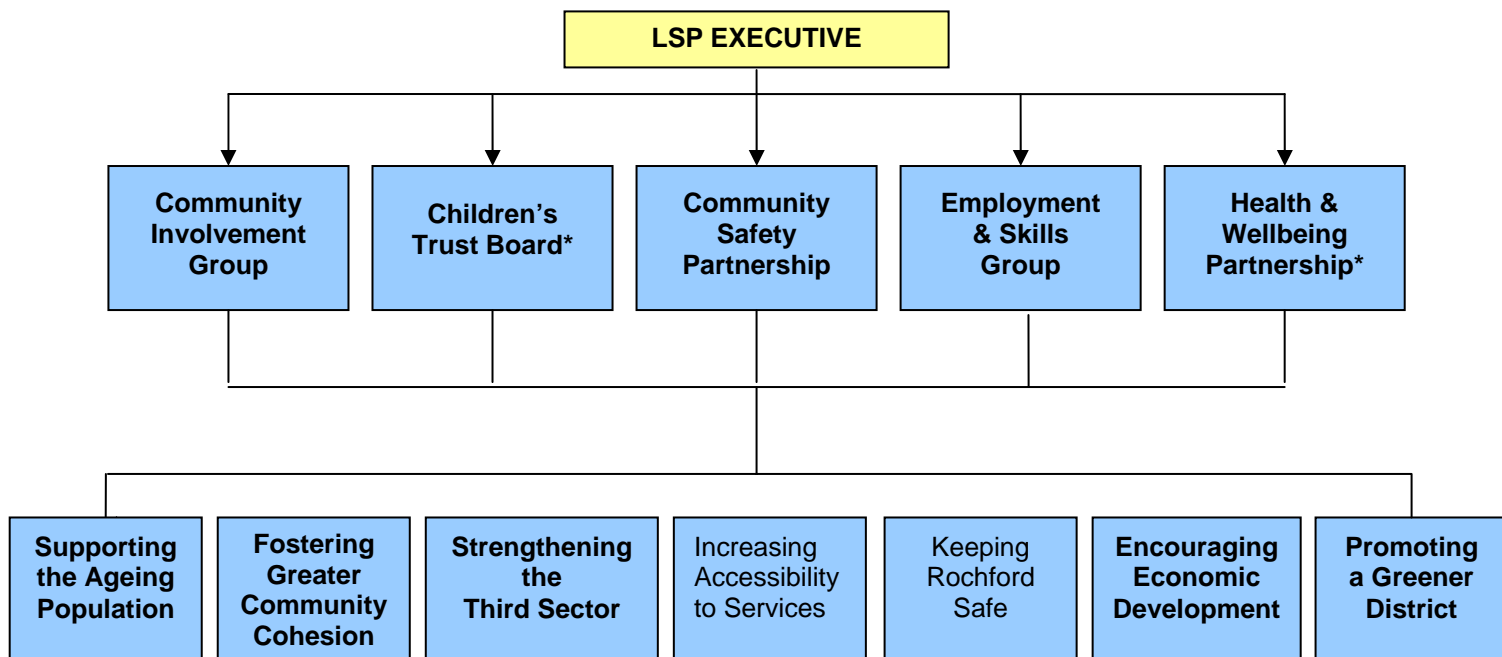 LSP EXECUTIVE
Community
Involvement
Group
Children’s
Trust Board*
Community
Safety
Partnership
Employment
& Skills
Group
Health &
Wellbeing
Partnership*
Supporting
the Ageing
Population
Fostering
Greater
Community
Cohesion
Strengthening
the
Third Sector
Increasing
Accessibility
to Services
Keeping
Rochford
Safe
Encouraging
Economic
Development
Promoting
a Greener
District